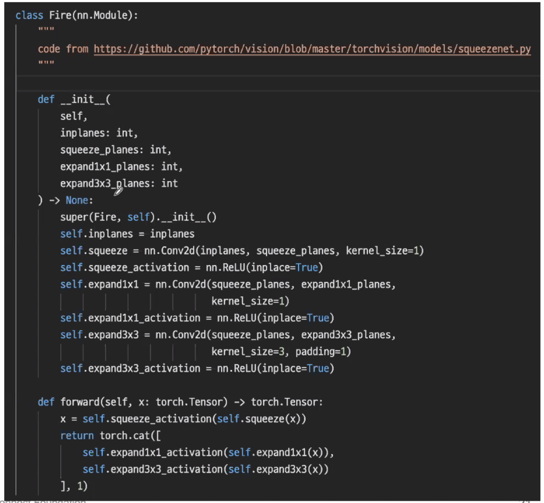 class Fire(nn.Module):
    """
    code from https://github.com/pytorch/vision/blob/master/torchvision/models/squeezenet.py
    """
    def __init__(
        self,
        inplanes: int,
        squeeze_planes: int,
        expand1x1_planes: int,
        expand3x3_planes: int
    ) -> None:
        super(Fire, self).__init__()
        self.inplanes = inplanes
        self.squeeze = nn.Conv2d(inplanes, squeeze_planes, kernel_size=1)
        self.squeeze_activation = nn.ReLU(inplace=True)
        self.expand1x1 = nn.Conv2d(squeeze_planes, expand1x1_planes,
                                   kernel_size=1)
        self.expand1x1_activation = nn.ReLU(inplace=True)
        self.expand3x3 = nn.Conv2d(squeeze_planes, expand3x3_planes,
                                   kernel_size=3, padding=1)
        self.expand3x3_activation = nn.ReLU(inplace=True)
    def forward(self, x: torch.Tensor) -> torch.Tensor:
        x = self.squeeze_activation(self.squeeze(x))
        return torch.cat([
            self.expand1x1_activation(self.expand1x1(x)),
            self.expand3x3_activation(self.expand3x3(x))
        ], 1)